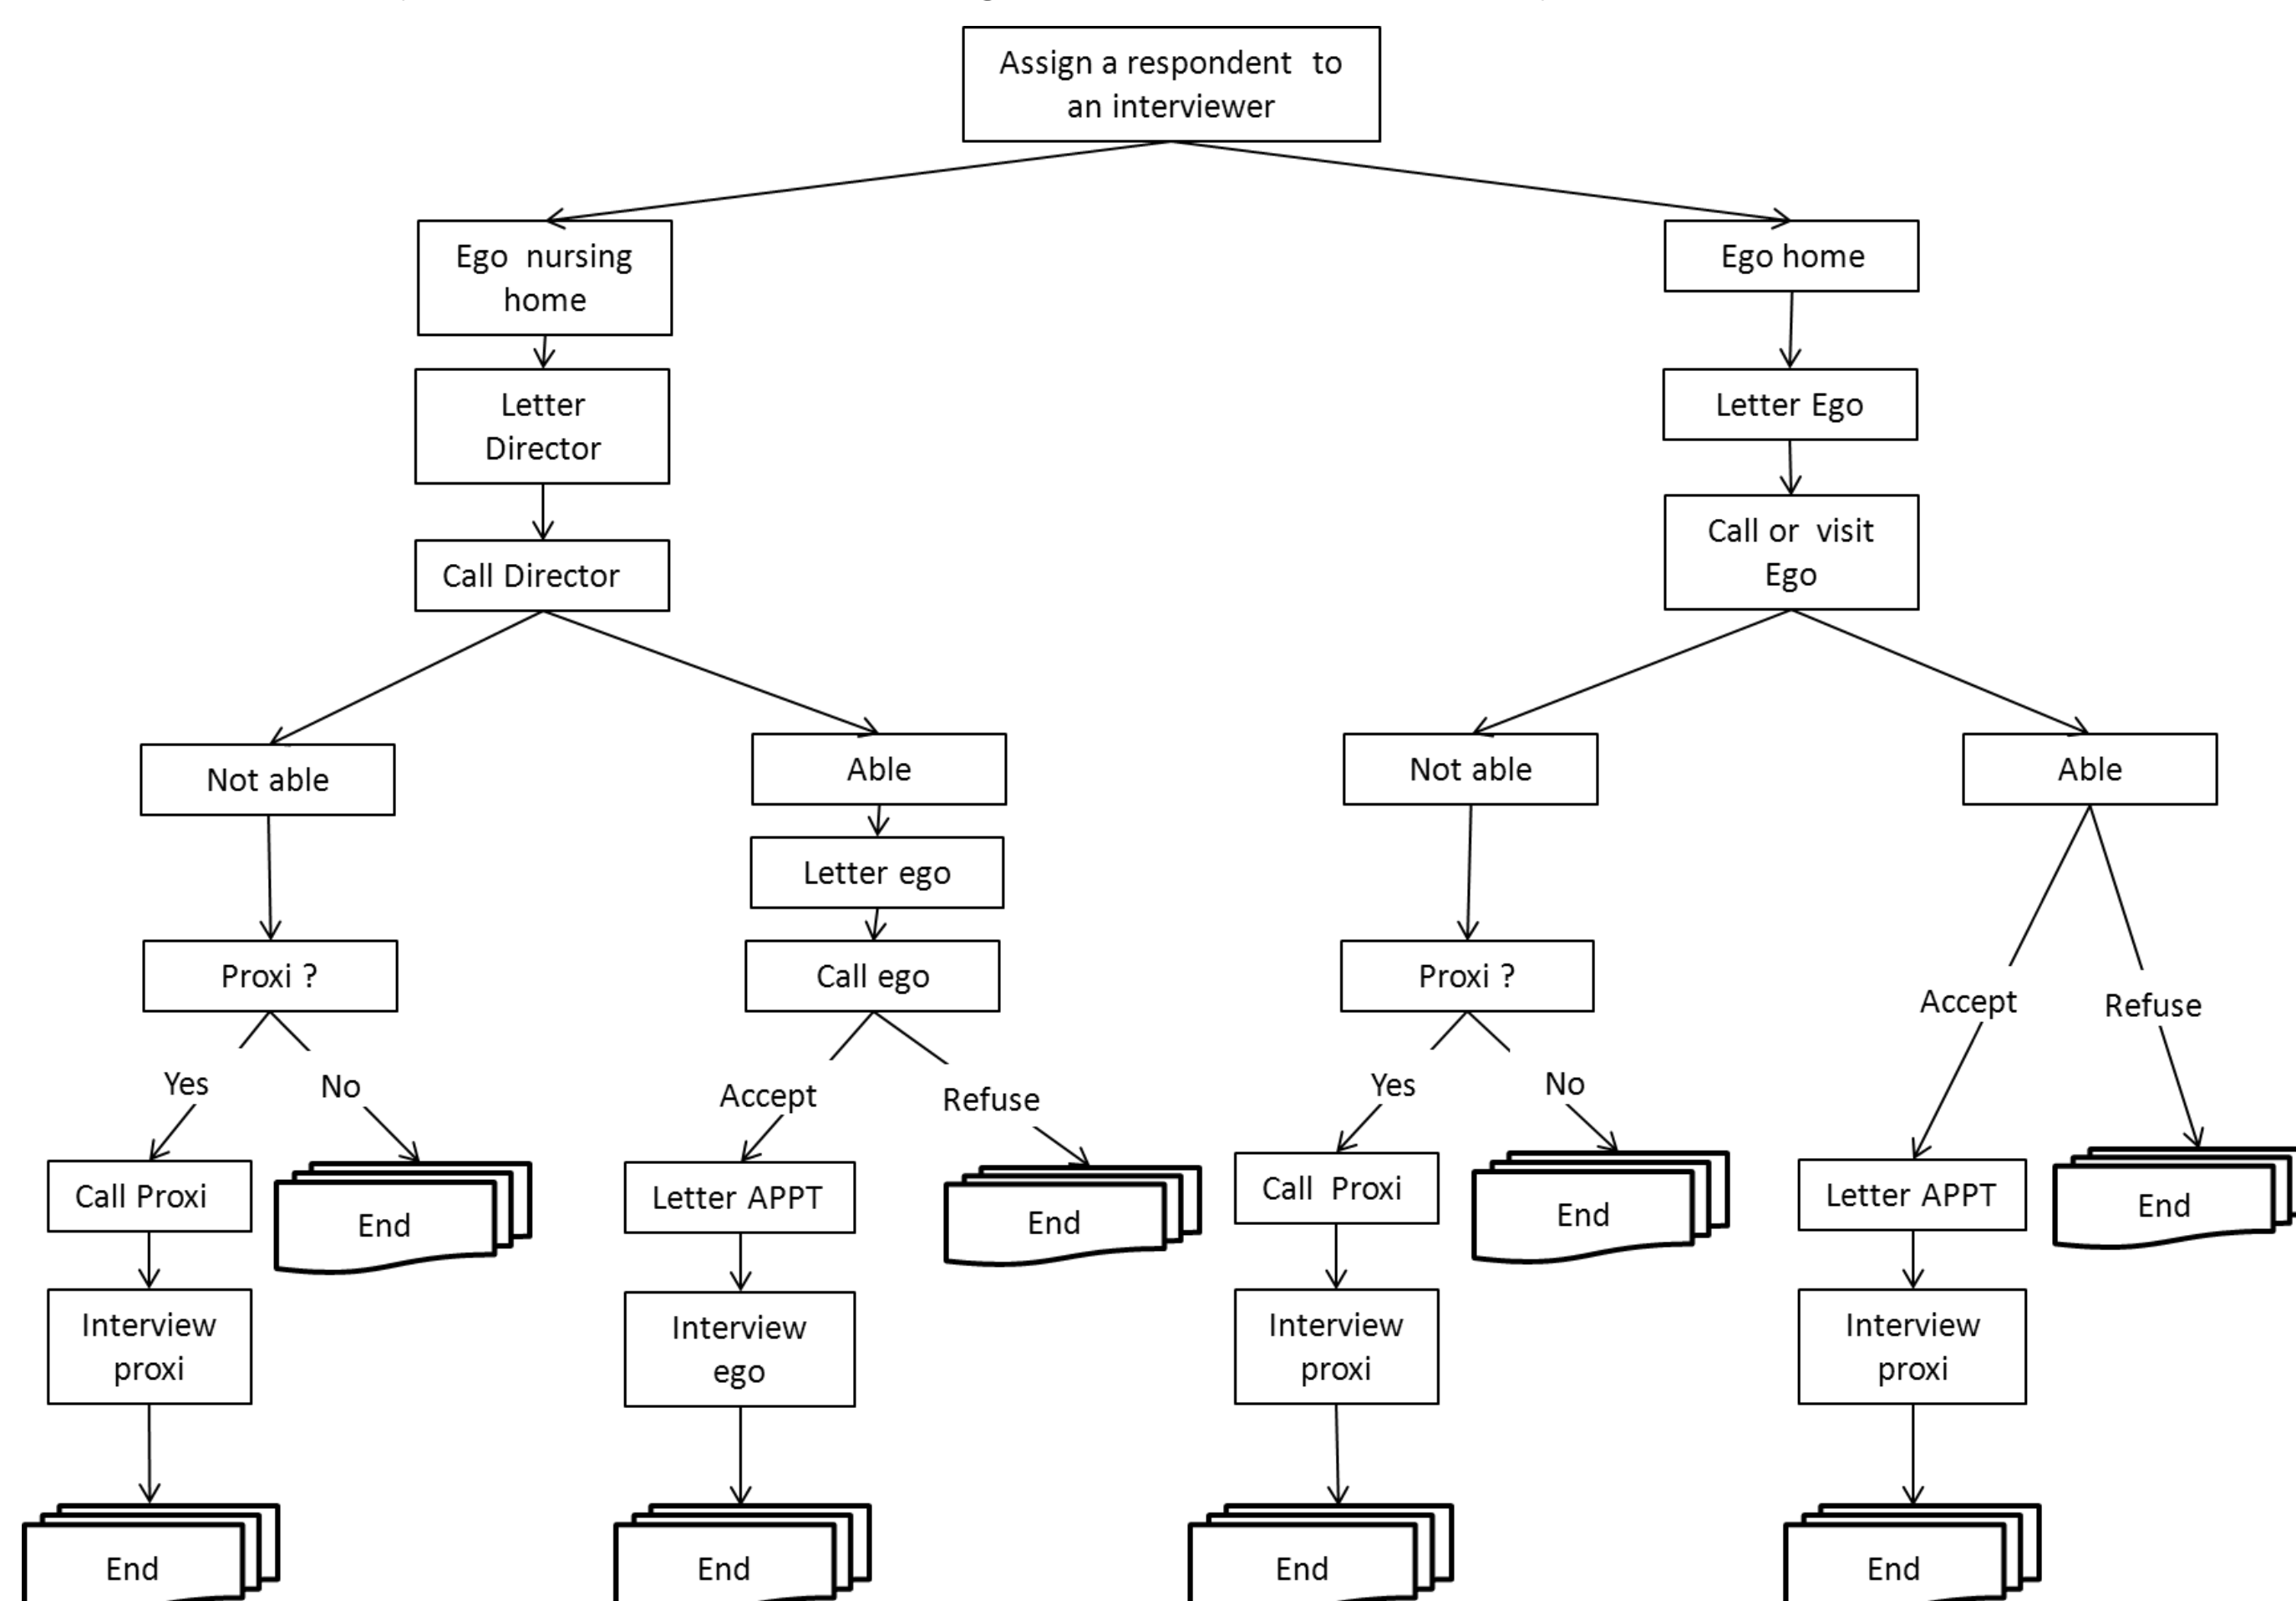 Assign a respondent to
an interviewer
Ego nursing
home
Ego home
Letter
Director
Letter Ego
Call Director
Call or visit
Ego
Not able
Able
Not able
Able
Letter ego
Proxi ?
Call ego
Proxi ?
Accept
Refuse
Yes
No
Accept
Refuse
Yes
No
Call Proxi
End
Letter APPT
End
Call Proxi
End
Letter APPT
End
Interview
proxi
Interview
ego
Interview
proxi
Interview
proxi
End
End
End
End